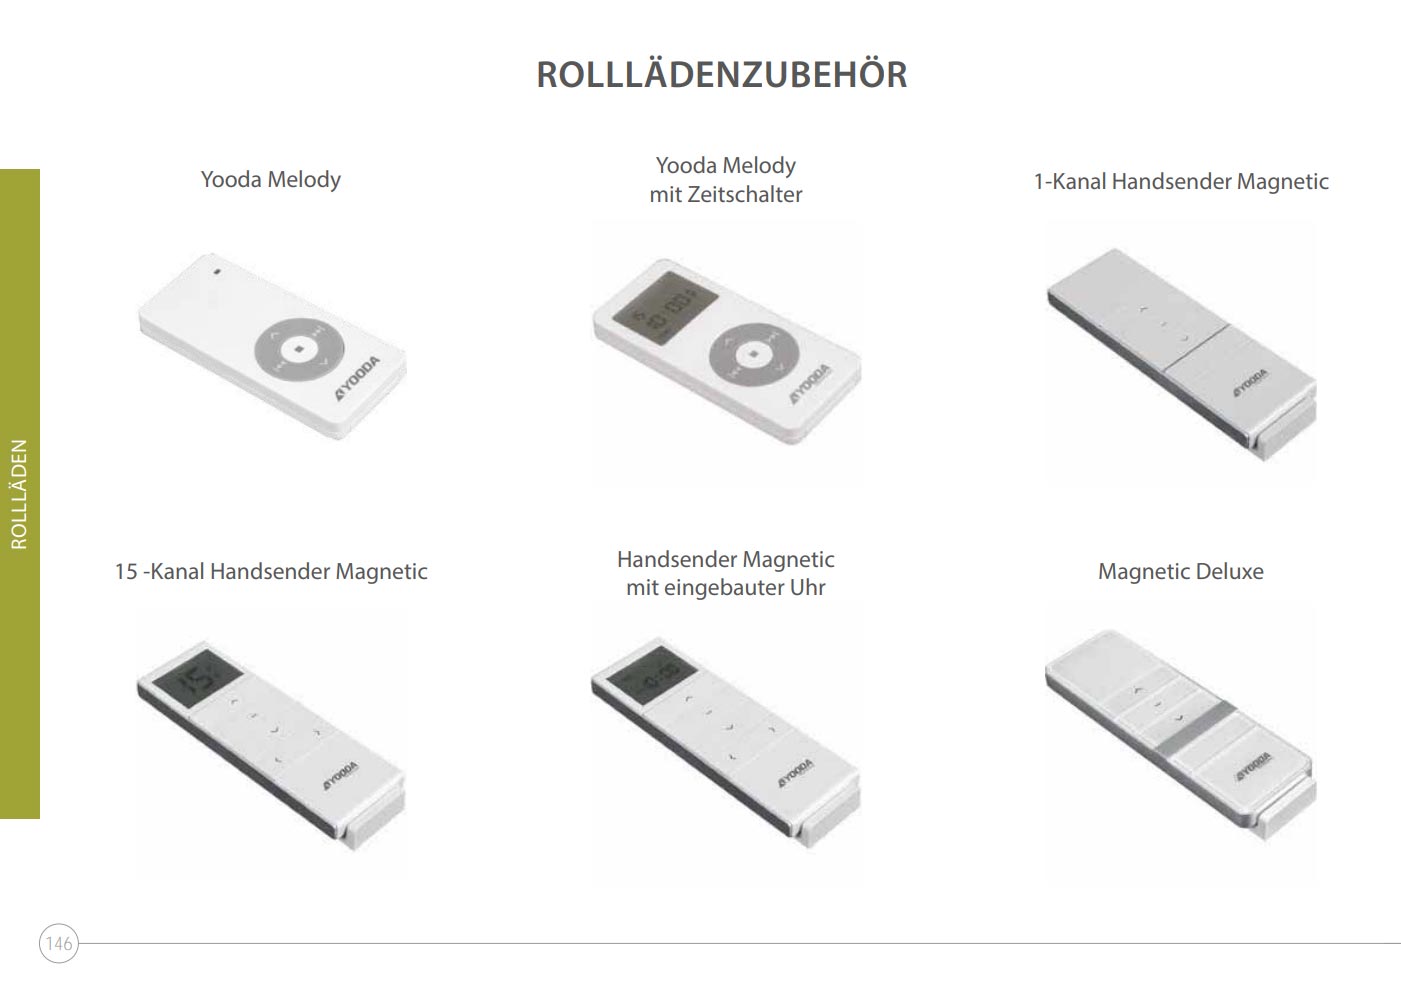 ROLLLÄDENZUBEHÖR
Yooda Melody
Yooda Melody
mit Zeitschalter
1-Kanal Handsender Magnetic
YOODA
15
10:00
YOODA
YOODA
ROLLLÄDEN
15 -Kanal Handsender Magnetic
Handsender Magnetic
mit eingebauter Uhr
Magnetic Deluxe
15
YOODA
YOODA
YOODA
146